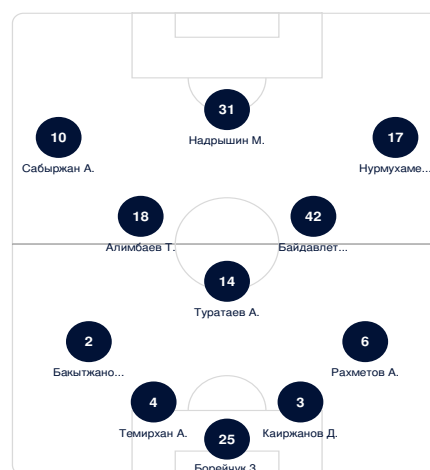 31
Надрышин М.
10
17
Сабыржан А.
Нурмухаме...
18
42
Алимбаев Т.
Байдавлет...
14
Туратаев А.
2
6
Бакытжано...
Рахметов А.
4
3
Темирхан А.
Каиржанов Д.
25
Борейчук З.